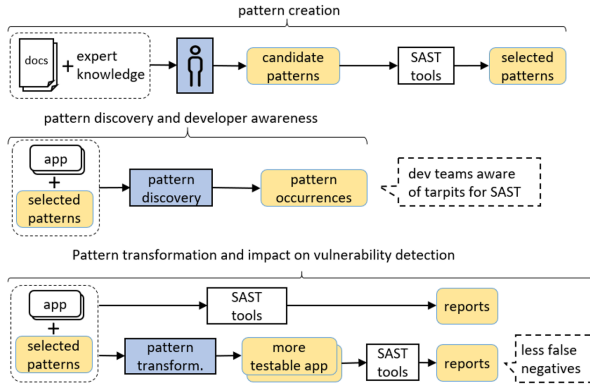 pattern creation
docs
+
expert
knowledge
candidate
patterns
SAST
tools
selected
patterns
pattern discovery and developer awareness
app
+
selected
patterns
pattern
discovery
pattern
occurrences
dev teams aware
of tarpits for SAST
Pattern transformation and impact on vulnerability detection
app
+
selected
patterns
SAST
tools
reports
pattern
transform.
more
testable app
SAST
tools
reports
less false
negatives